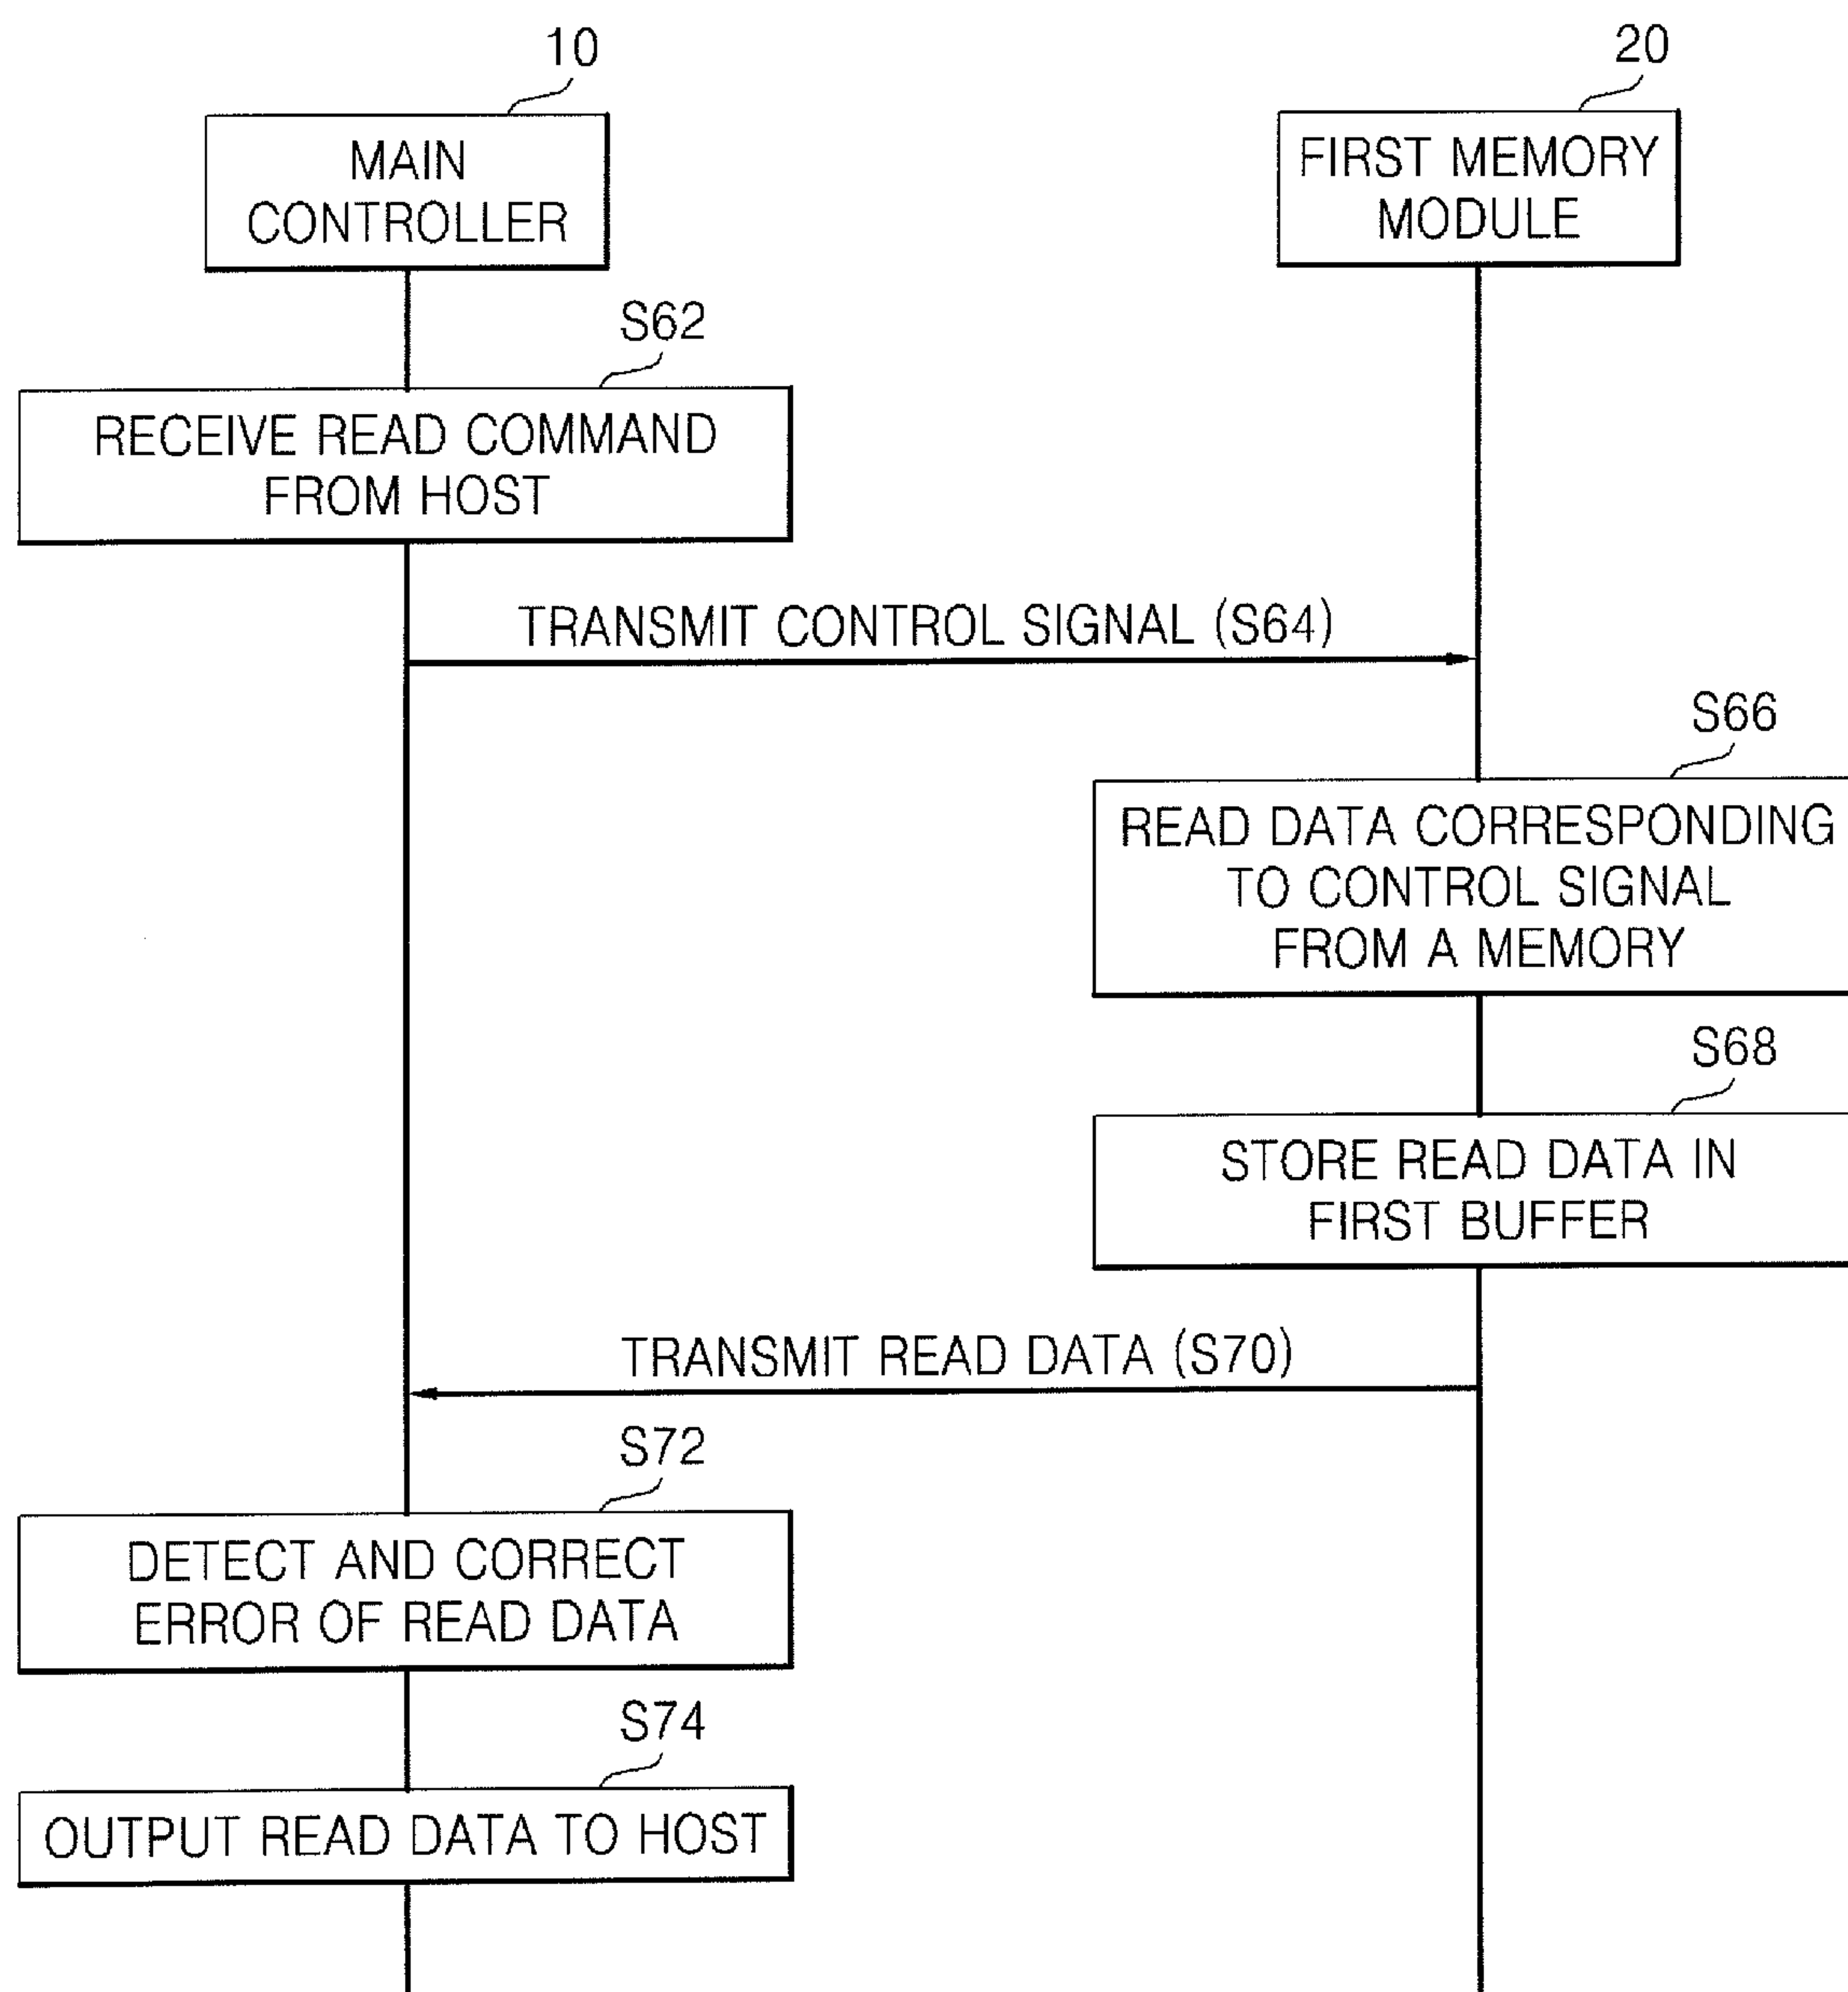 10
MAIN
CONTROLLER
20
FIRST MEMORY
MODULE
S62
RECEIVE READ COMMAND
FROM HOST
TRANSMIT CONTROL SIGNAL (S64)
S66
READ DATA CORRESPONDING
TO CONTROL SIGNAL
FROM A MEMORY
S68
STORE READ DATA IN
FIRST BUFFER
TRANSMIT READ DATA (S70)
S72
DETECT AND CORRECT
ERROR OF READ DATA
S74
OUTPUT READ DATA TO HOST